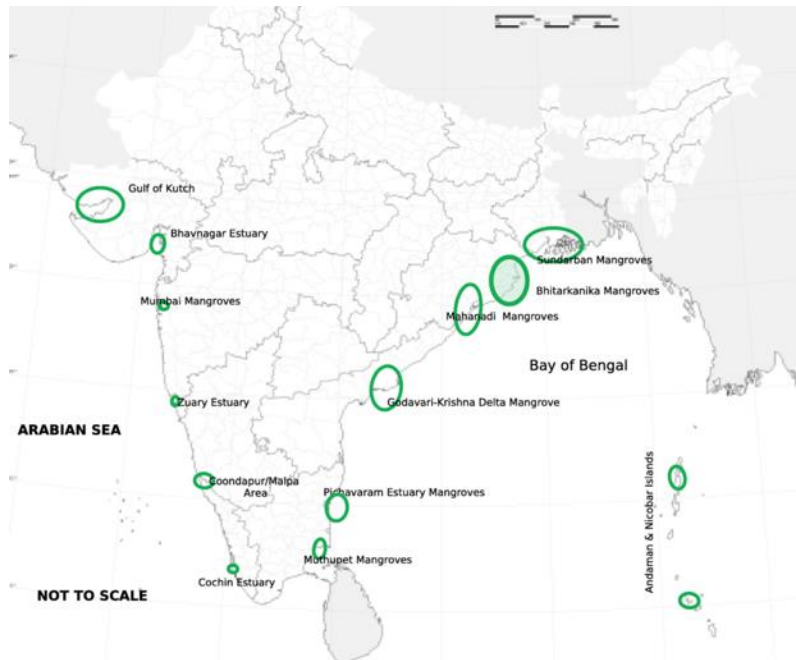 Gulf of Kutch
Bhavnagar Estuary
Sundarban Mangroves
Bhitarkanika Mangroves
Mumbai Mangroves
Mahanadi Mangroves
Bay of Bengal
Zuary Estuary
Godavari-Krishna Delta Mangrove
ARABIAN SEA
Coondapur/Malpa
Area
Pichavaram Estuary Mangroves
Andaman & Nicobar Islands
Muthupet Mangroves
Cochin Estuary
NOT TO SCALE